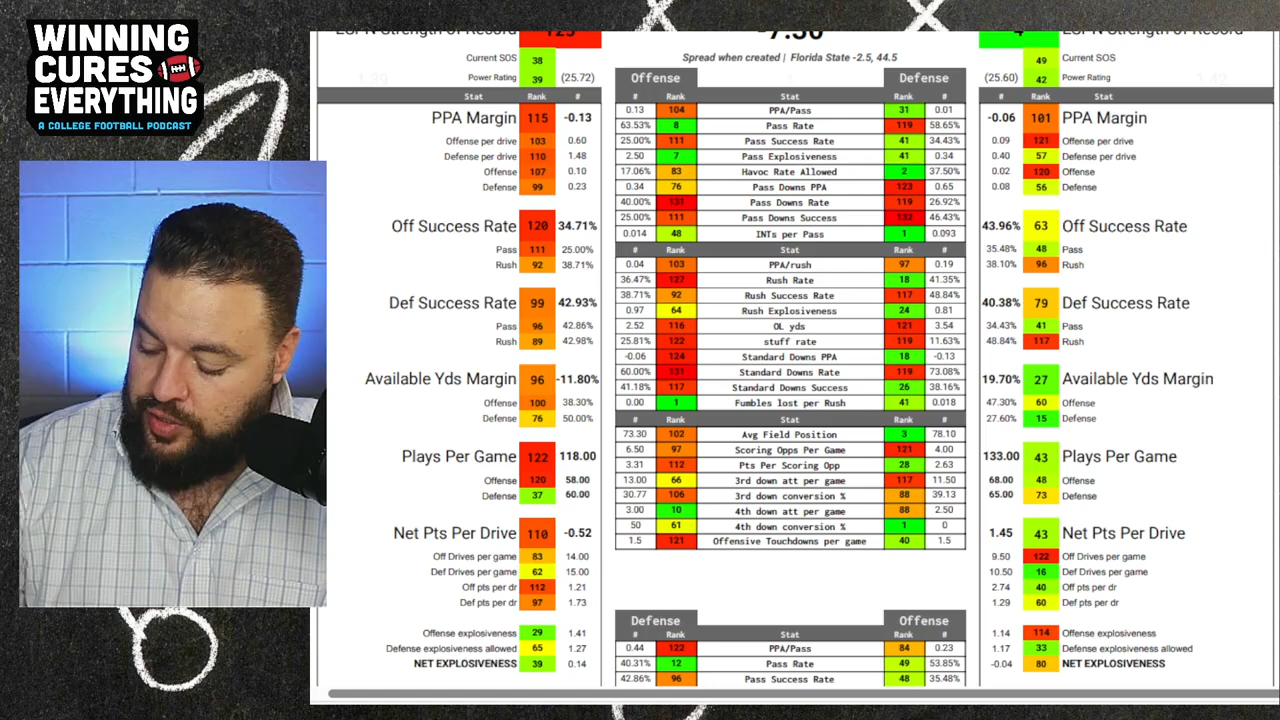 WINNING
CURES
EVERYTHING
A COLLEGE FOOTBALL PODCAST
ESPN Strength of Record 125 -7.50 4 ESPN Strength of Record
Current SOS 38 Spread when created | Florida State -2.5, 44.5 49 Current SOS
Power Rating 39 (25.72) Offense Defense (25.60) 42 Power Rating
Stat Rank # # Rank Stat Rank # # Rank Stat
PPA Margin 115 -0.13 0.13 104 PPA/Pass 31 0.01 -0.06 101 PPA Margin
63.53% 8 Pass Rate 119 58.65%
Offense per drive 103 0.60 25.00% 111 Pass Success Rate 41 34.43% 0.09 121 Offense per drive
Defense per drive 110 1.48 2.50 7 Pass Explosiveness 41 0.34 0.40 57 Defense per drive
Offense 107 0.10 17.06% 83 Havoc Rate Allowed 2 37.50% 0.02 120 Offense
Defense 99 0.23 0.34 76 Pass Downs PPA 123 0.65 0.08 56 Defense
40.00% 131 Pass Downs Rate 119 26.92%
Off Success Rate 120 34.71% 25.00% 111 Pass Downs Success 132 46.43% 43.96% 63 Off Success Rate
0.014 48 INTs per Pass 1 0.093
Pass 111 25.00% # Rank Stat Rank # 35.48% 48 Pass
Rush 92 38.71% 0.04 103 PPA/rush 97 0.19 38.10% 96 Rush
36.47% 127 Rush Rate 18 41.35%
Def Success Rate 99 42.93% 38.71% 92 Rush Success Rate 117 48.84% 40.38% 79 Def Success Rate
0.97 64 Rush Explosiveness 24 0.81
Pass 96 42.86% 2.52 116 OL yds 121 3.54 34.43% 41 Pass
Rush 89 42.98% 25.81% 122 stuff rate 119 11.63% 48.84% 117 Rush
-0.06 124 Standard Downs PPA 18 -0.13
Available Yds Margin 96 -11.80% 60.00% 131 Standard Downs Rate 119 73.08% 19.70% 27 Available Yds Margin
41.18% 117 Standard Downs Success 26 38.16%
Offense 100 38.30% 0.00 1 Fumbles lost per Rush 41 0.018 47.30% 60 Offense
Defense 76 50.00% # Rank Stat Rank # 27.60% 15 Defense
73.30 102 Avg Field Position 3 78.10
Plays Per Game 122 118.00 6.50 97 Scoring Opps Per Game 121 4.00 133.00 43 Plays Per Game
3.31 112 Pts Per Scoring Opp 28 2.63
Offense 120 58.00 13.00 66 3rd down att per game 117 11.50 68.00 48 Offense
Defense 37 60.00 30.77 106 3rd down conversion % 88 39.13 65.00 73 Defense
3.00 10 4th down att per game 88 2.50
Net Pts Per Drive 110 -0.52 50 61 4th down conversion % 1 0 1.45 43 Net Pts Per Drive
1.5 121 Offensive Touchdowns per game 40 1.5
Off Drives per game 83 14.00 9.50 122 Off Drives per game
Def Drives per game 62 15.00 10.50 16 Def Drives per game
Off pts per dr 112 1.21 2.74 40 Off pts per dr
Def pts per dr 97 1.73 1.29 60 Def pts per dr
Defense Offense
Offense explosiveness 29 1.41 # Rank Stat Rank # 1.14 114 Offense explosiveness
Defense explosiveness allowed 65 1.27 0.44 122 PPA/Pass 84 0.23 1.17 33 Defense explosiveness allowed
NET EXPLOSIVENESS 39 0.14 40.31% 12 Pass Rate 49 53.85% -0.04 80 NET EXPLOSIVENESS
42.86% 96 Pass Success Rate 48 35.48%